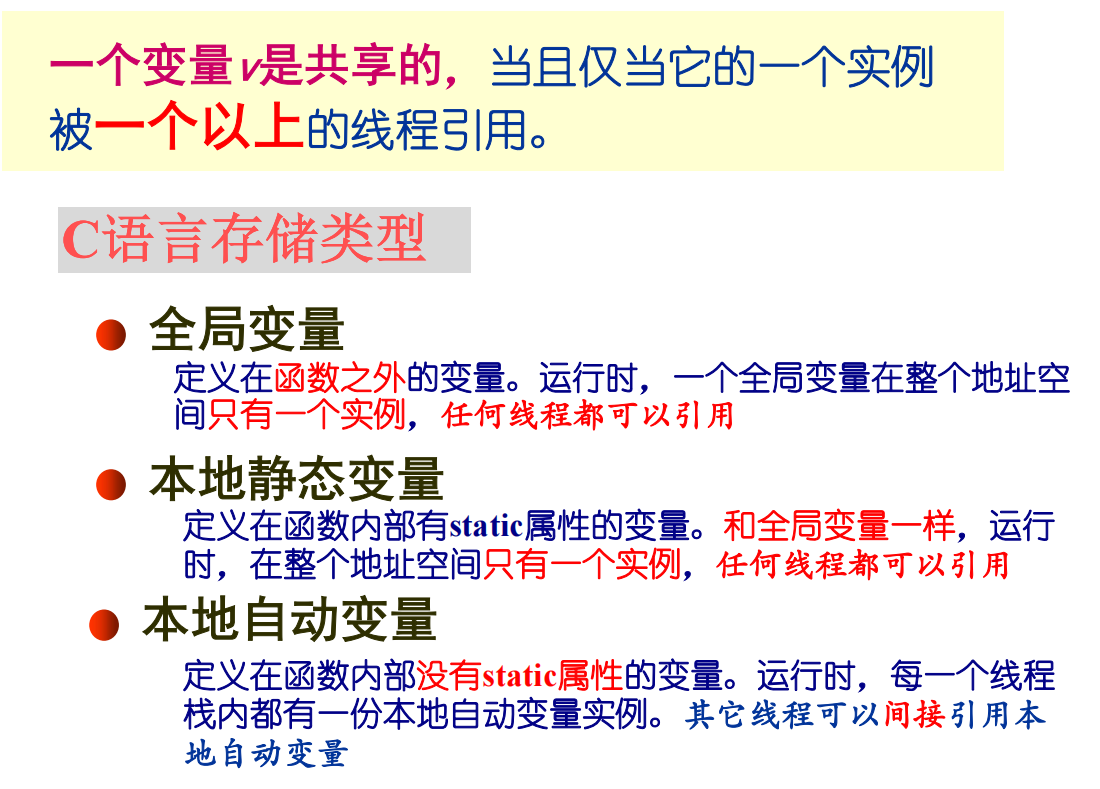 一个变量v是共享的，当且仅当它的一个实例
被一个以上的线程引用。
C语言存储类型
全局变量
定义在函数之外的变量。运行时，一个全局变量在整个地址空
间只有一个实例，任何线程都可以引用
本地静态变量
定义在函数内部有static属性的变量。和全局变量一样，运行
时，在整个地址空间只有一个实例，任何线程都可以引用
本地自动变量
定义在函数内部没有static属性的变量。运行时，每一个线程
栈内都有一份本地自动变量实例。其它线程可以间接引用本
地自动变量